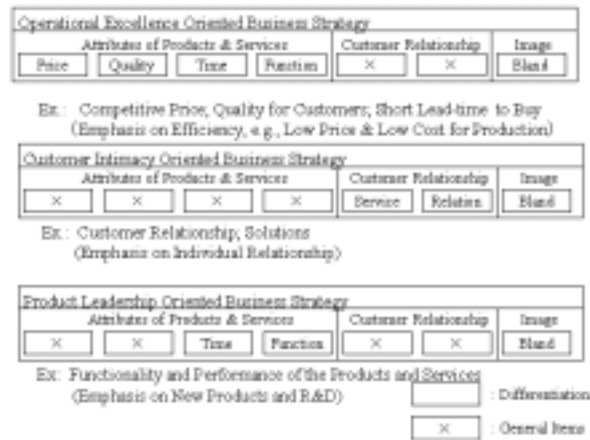 Operational Excellence Oriented Business Strategy
Attributes of Products & Services Customer Relationship Image
Price Quality Time Function × × Bland
Ex.: Competitive Price, Quality for Customers, Short Lead-time to Buy
(Emphasis on Efficiency, e.g., Low Price & Low Cost for Production)
Customer Intimacy Oriented Business Strategy
Attributes of Products & Services Customer Relationship Image
× × × × Service Relation Bland
Ex.: Customer Relationship, Solutions
(Emphasis on Individual Relationship)
Product Leadership Oriented Business Strategy
Attributes of Products & Services Customer Relationship Image
× × Time Function × × Bland
Ex: Functionality and Performance of the Products and Services
(Emphasis on New Products and R&D)
: Differentiation
× : General Items